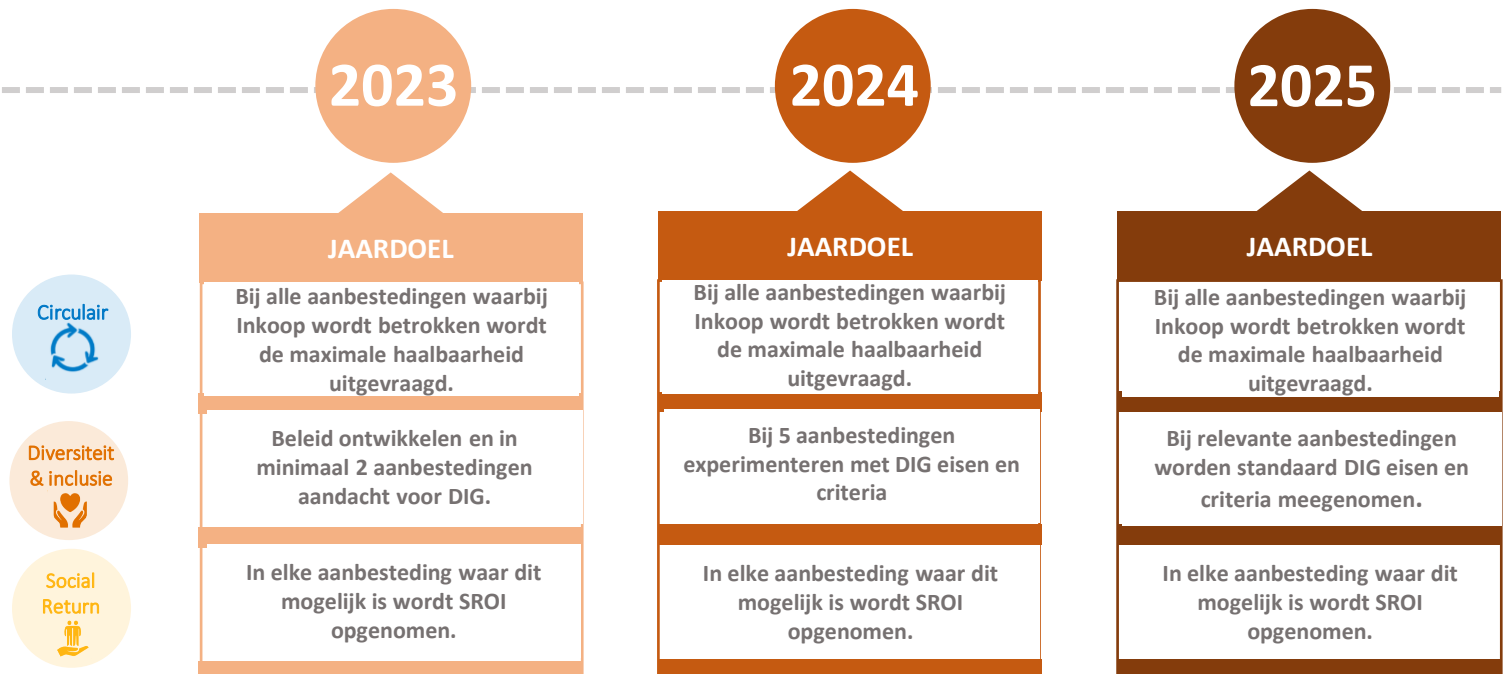 2023
2024
2025
JAARDOEL
JAARDOEL
JAARDOEL
Circulair
Bij alle aanbestedingen waarbij
Inkoop wordt betrokken wordt
de maximale haalbaarheid
uitgevraagd.
Bij alle aanbestedingen waarbij
Inkoop wordt betrokken wordt
de maximale haalbaarheid
uitgevraagd.
Bij alle aanbestedingen waarbij
Inkoop wordt betrokken wordt
de maximale haalbaarheid
uitgevraagd.
Diversiteit
& inclusie
Beleid ontwikkelen en in
minimaal 2 aanbestedingen
aandacht voor DIG.
Bij 5 aanbestedingen
experimenteren met DIG eisen en
criteria
Bij relevante aanbestedingen
worden standaard DIG eisen en
criteria meegenomen.
Social
Return
In elke aanbesteding waar dit
mogelijk is wordt SROI
opgenomen.
In elke aanbesteding waar dit
mogelijk is wordt SROI
opgenomen.
In elke aanbesteding waar dit
mogelijk is wordt SROI
opgenomen.